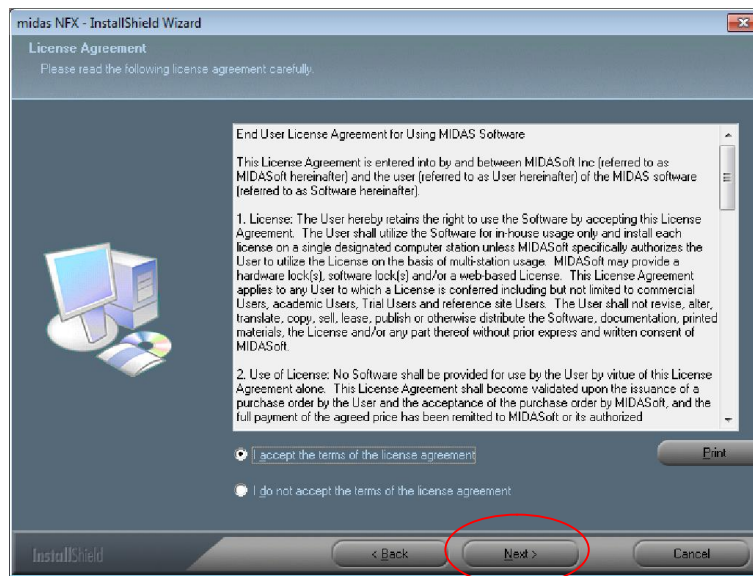 midas NFX - InstallShield Wizard
License Agreement
Please read the following license agreement carefully.
End User License Agreement for Using MIDAS Software
This License Agreement is entered into by and between MIDASoft Inc (referred to as
MIDASoft hereinafter) and the user (referred to as User hereinafter) of the MIDAS software
(referred to as Software hereinafter).
1. License: The User hereby retains the right to use the Software by accepting this License
Agreement. The User shall utilize the Software for in-house usage only and install each
license on a single designated computer station unless MIDASoft specifically authorizes the
User to utilize the License on the basis of multi-station usage. MIDASoft may provide a
hardware lock(s), software lock(s) and/or a web-based License. This License Agreement
applies to any User to which a License is conferred including but not limited to commercial
Users, academic Users, Trial Users and reference site Users. The User shall not revise, alter,
translate, copy, sell, lease, publish or otherwise distribute the Software, documentation, printed
materials, the License and/or any part thereof without prior express and written consent of
MIDASoft.
2. Use of License: No Software shall be provided for use by the User by virtue of this License
Agreement alone. This License Agreement shall become validated upon the issuance of a
purchase order by the User and the acceptance of the purchase order by MIDASoft, and the
full payment of the agreed price has been remitted to MIDASoft or its authorized
I accept the terms of the license agreement
Print
I do not accept the terms of the license agreement
InstallShield
< Back
Next >
Cancel